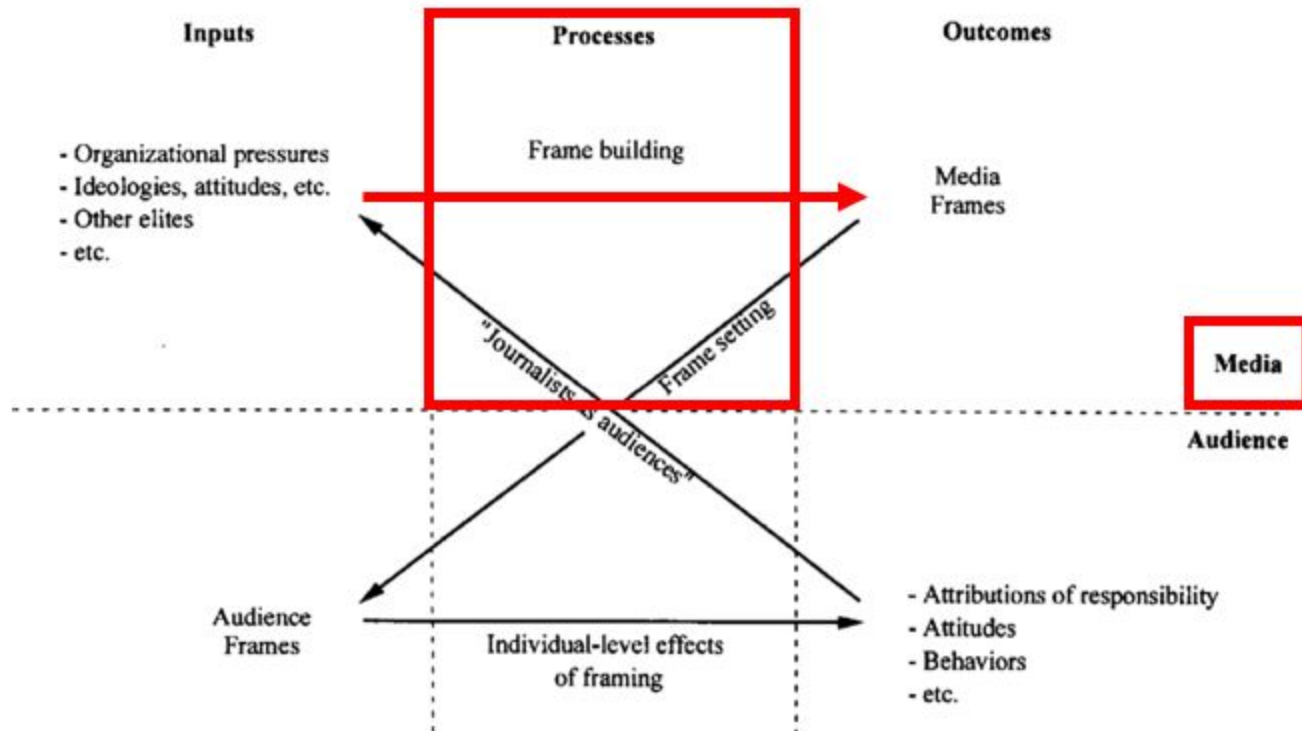 Inputs
Processes
Outcomes
- Organizational pressures
- Ideologies, attitudes, etc.
- Other elites
- etc.
Frame building
Media
Frames
"Journalists as audiences"
Frame setting
Media
Audience
Audience
Frames
Individual-level effects
of framing
- Attributions of responsibility
- Attitudes
- Behaviors
- etc.